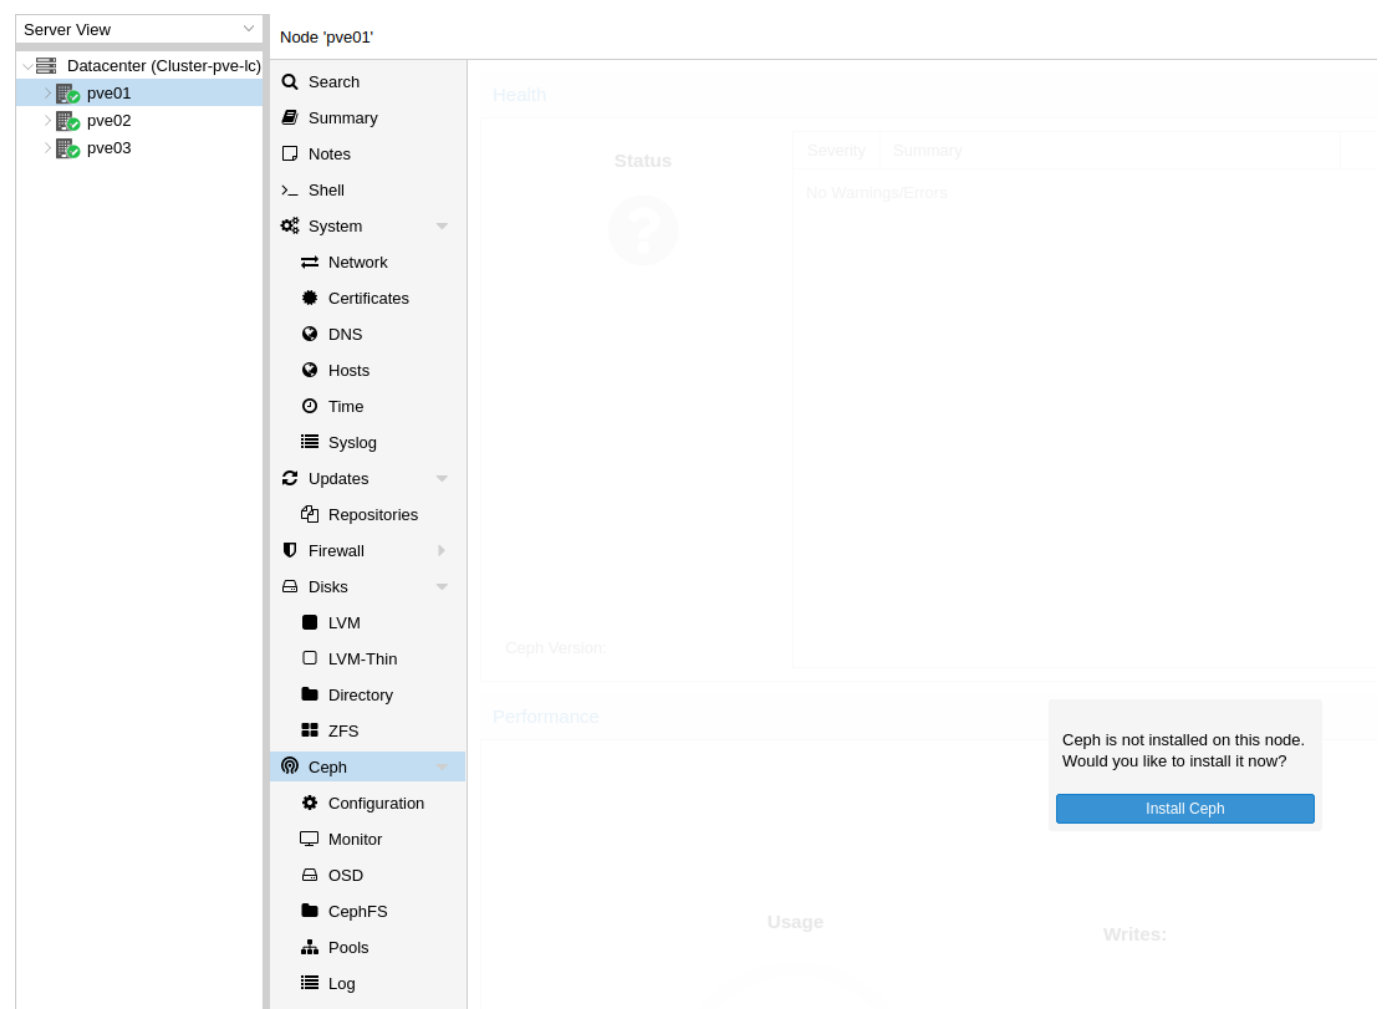 Server View
Datacenter (Cluster-pve-lc)
pve01
pve02
pve03
Node 'pve01'
Search
Summary
Notes
Shell
System
Network
Certificates
DNS
Hosts
Time
Syslog
Updates
Repositories
Firewall
Disks
LVM
LVM-Thin
Directory
ZFS
Ceph
Configuration
Monitor
OSD
CephFS
Pools
Log
Health
Status
Severity Summary
No Warnings/Errors
Ceph Version:
Performance
Ceph is not installed on this node.
Would you like to install it now?
Install Ceph
Usage
Writes: